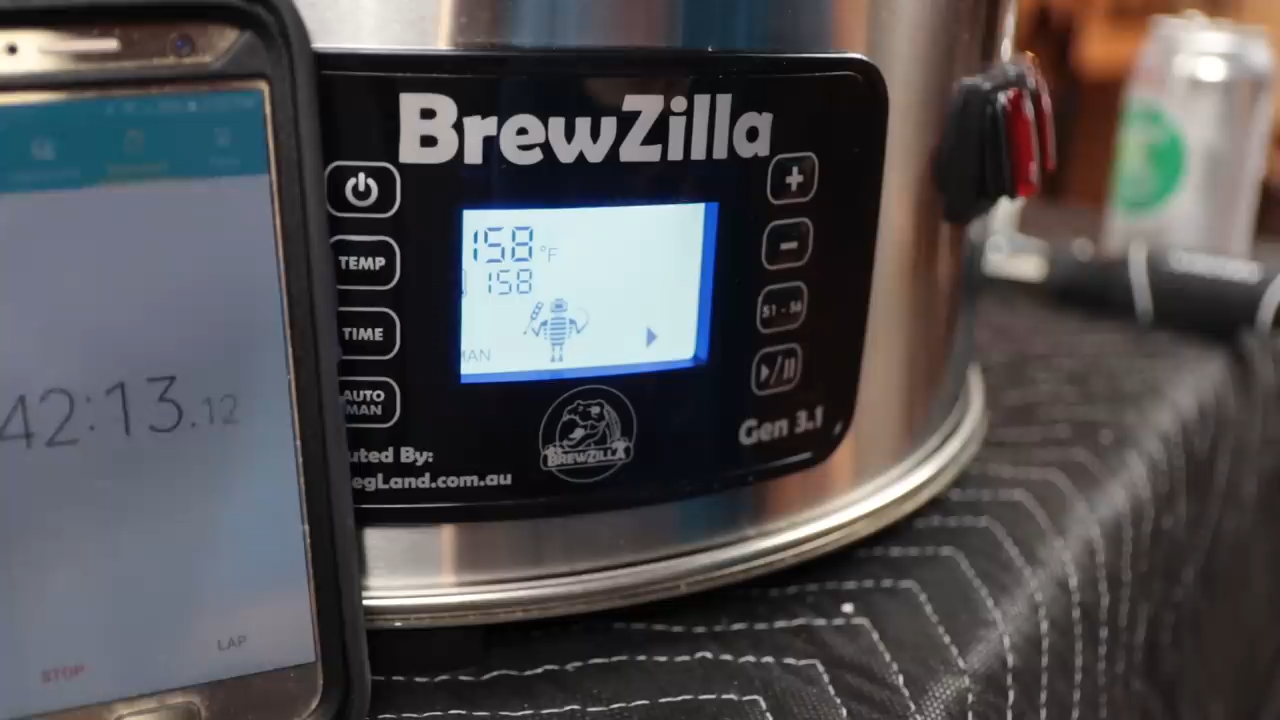 BrewZilla
TEMP
TIME
AUTO
MAN
+
-
S1 - S6
158 °F
158
MAN
BREWZILLA
Gen 3.1
uted By:
egLand.com.au
42:13.12
LAP
STOP